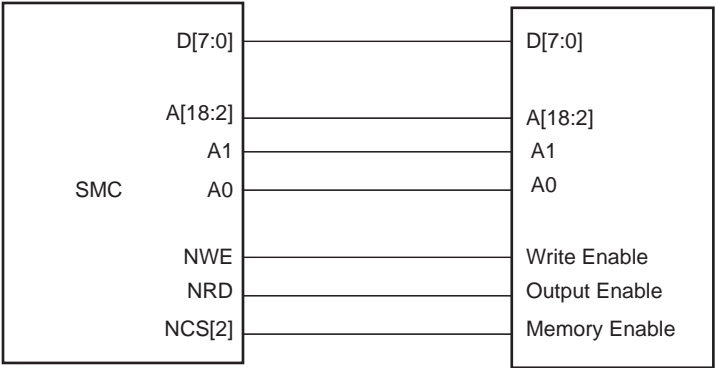 D[7:0] D[7:0]
A[18:2] A[18:2]
A1 A1
SMC A0 A0
NWE Write Enable
NRD Output Enable
NCS[2] Memory Enable